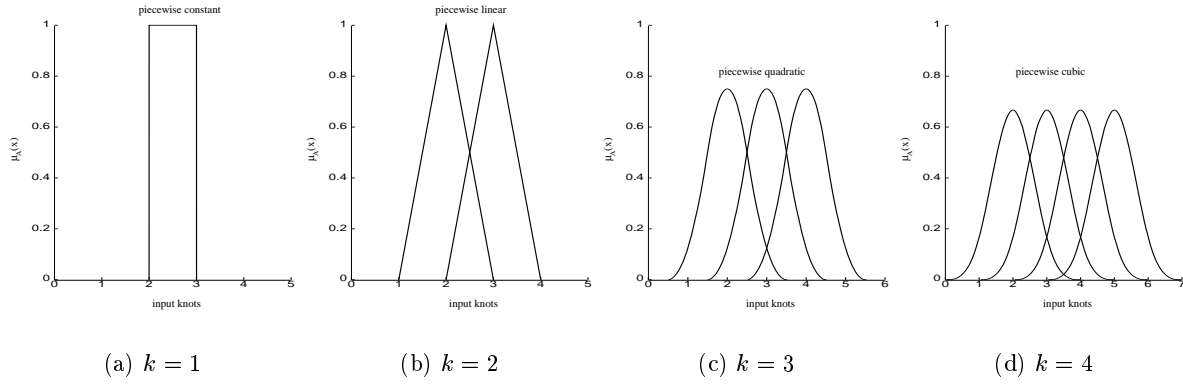 piecewise constant
1
0.8
0.6
0.4
0.2
0
μA(x)
0 1 2 3 4 5
input knots
(a) k = 1
piecewise linear
1
0.8
0.6
0.4
0.2
0
μA(x)
0 1 2 3 4 5
input knots
(b) k = 2
1
piecewise quadratic
0.8
0.6
0.4
0.2
0
μA(x)
0 1 2 3 4 5 6
input knots
(c) k = 3
1
piecewise cubic
0.8
0.6
0.4
0.2
0
μA(x)
0 1 2 3 4 5 6 7
input knots
(d) k = 4